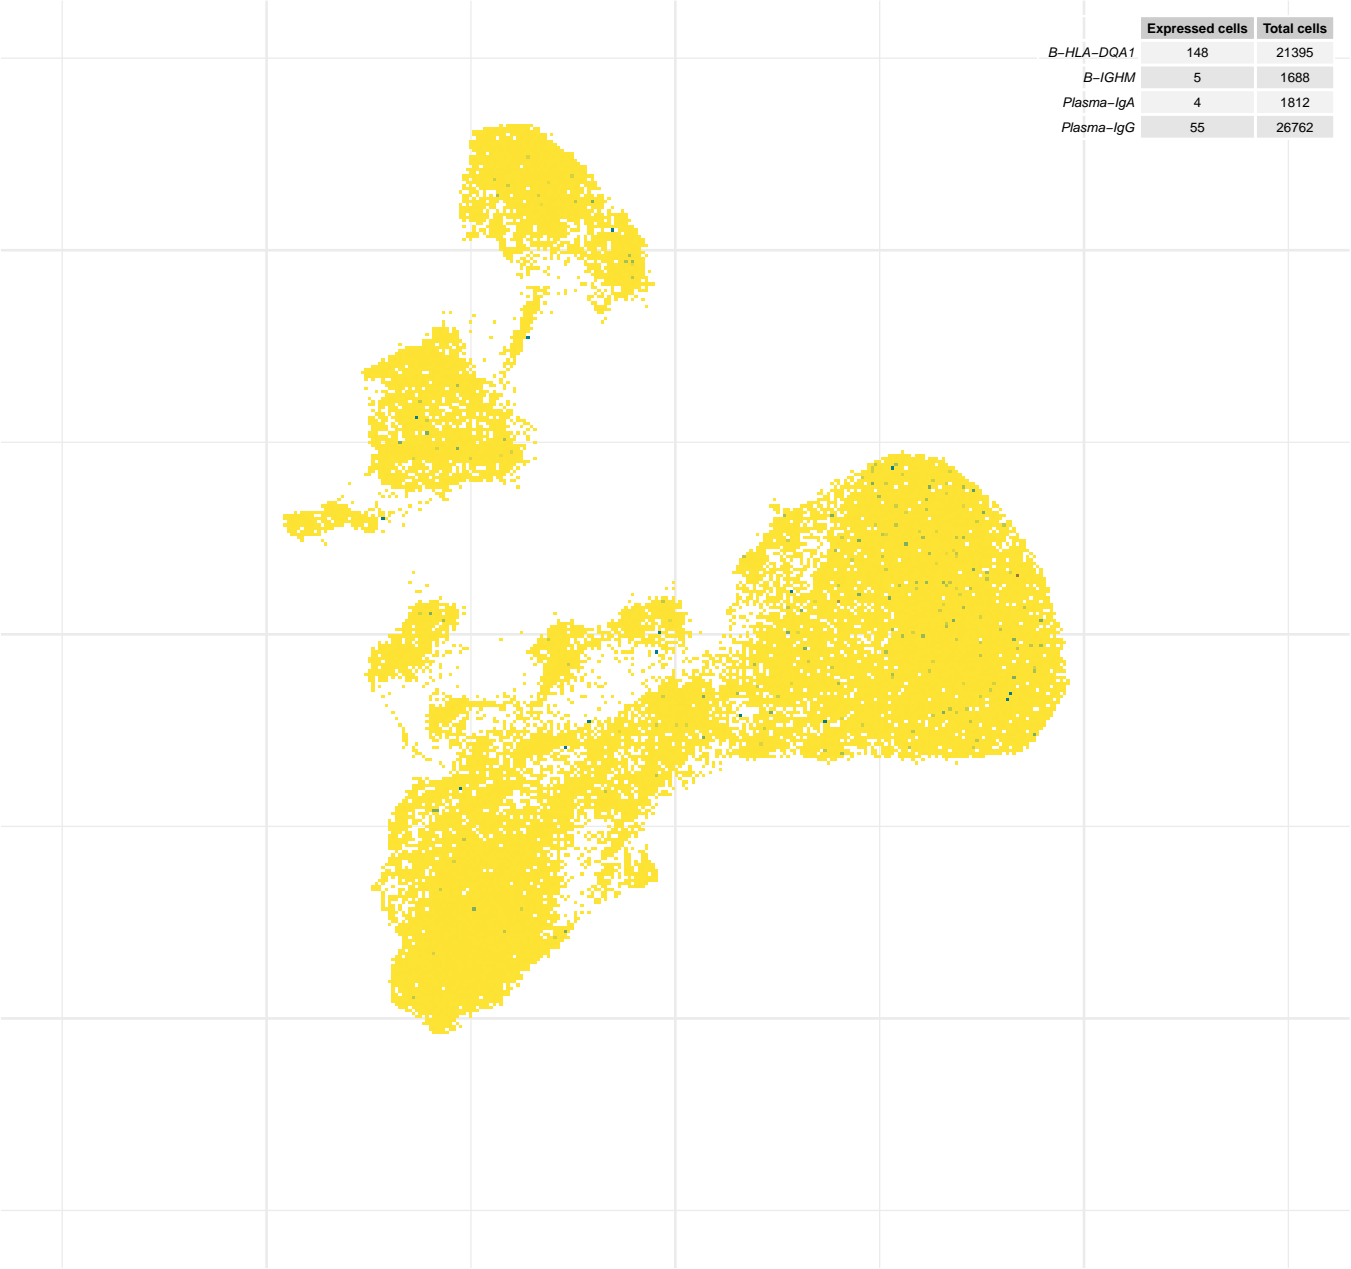 Expressed cells Total cells
B−HLA−DQA1 148 21395
B−IGHM 5 1688
Plasma−IgA 4 1812
Plasma−IgG 55 26762